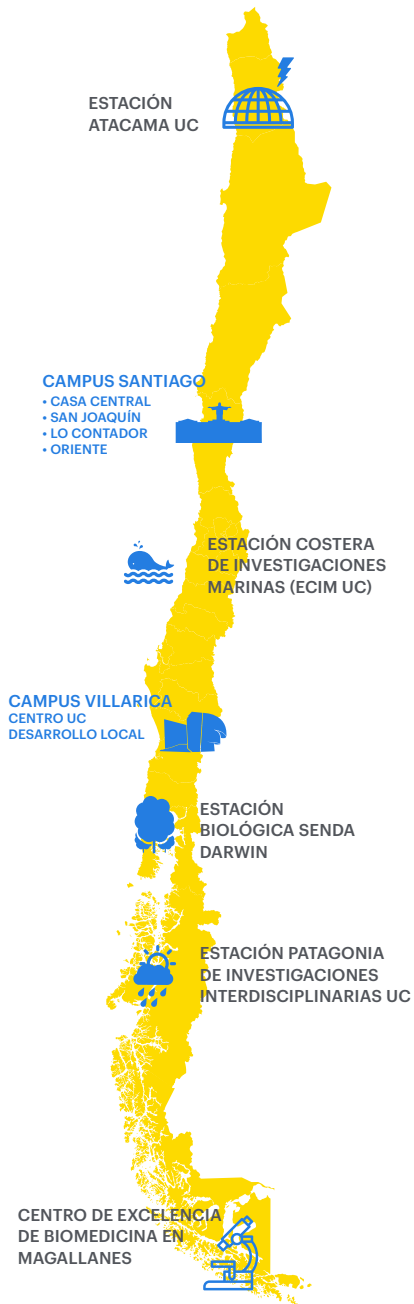 ESTACIÓN
ATACAMA UC
CAMPUS SANTIAGO
• CASA CENTRAL
• SAN JOAQUÍN
• LO CONTADOR
• ORIENTE
ESTACIÓN COSTERA
DE INVESTIGACIONES
MARINAS (ECIM UC)
CAMPUS VILLARICA
CENTRO UC
DESARROLLO LOCAL
ESTACIÓN
BIOLÓGICA SENDA
DARWIN
ESTACIÓN PATAGONIA
DE INVESTIGACIONES
INTERDISCIPLINARIAS UC
CENTRO DE EXCELENCIA
DE BIOMEDICINA EN
MAGALLANES